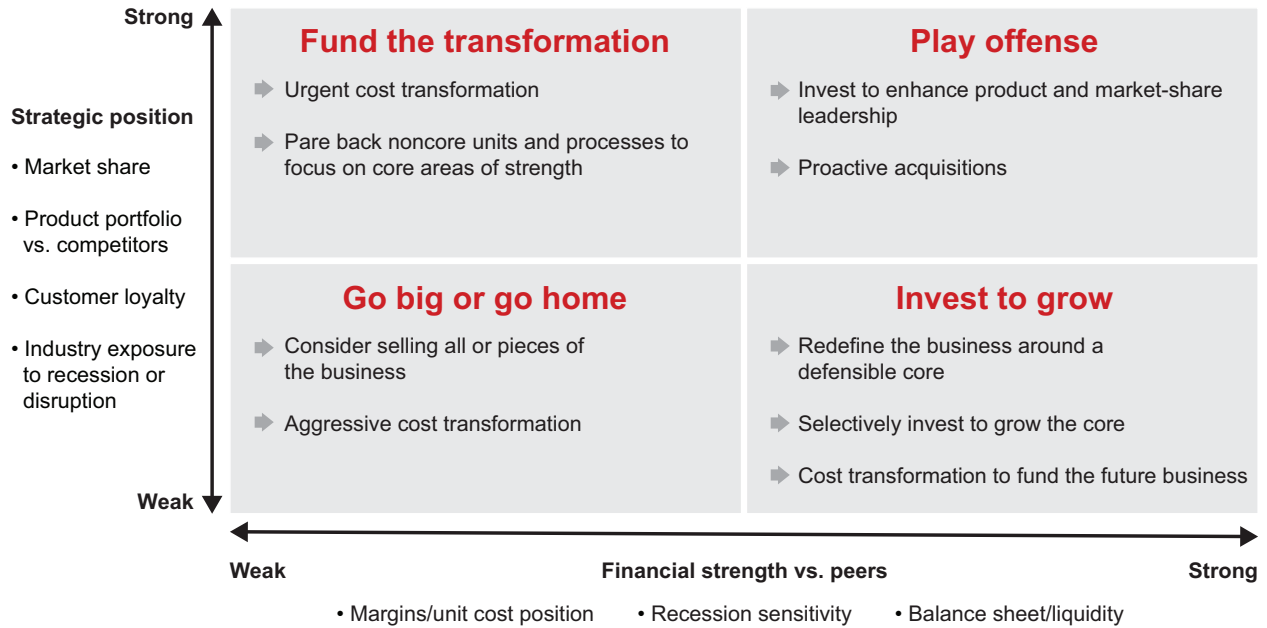 Strong
Strategic position
• Market share
• Product portfolio
vs. competitors
• Customer loyalty
• Industry exposure
to recession or
disruption
Weak
Fund the transformation
Urgent cost transformation
Pare back noncore units and processes to
focus on core areas of strength
Play offense
Invest to enhance product and market-share
leadership
Proactive acquisitions
Go big or go home
Consider selling all or pieces of
the business
Aggressive cost transformation
Invest to grow
Redefine the business around a
defensible core
Selectively invest to grow the core
Cost transformation to fund the future business
Weak
Financial strength vs. peers
Strong
• Margins/unit cost position
• Recession sensitivity
• Balance sheet/liquidity